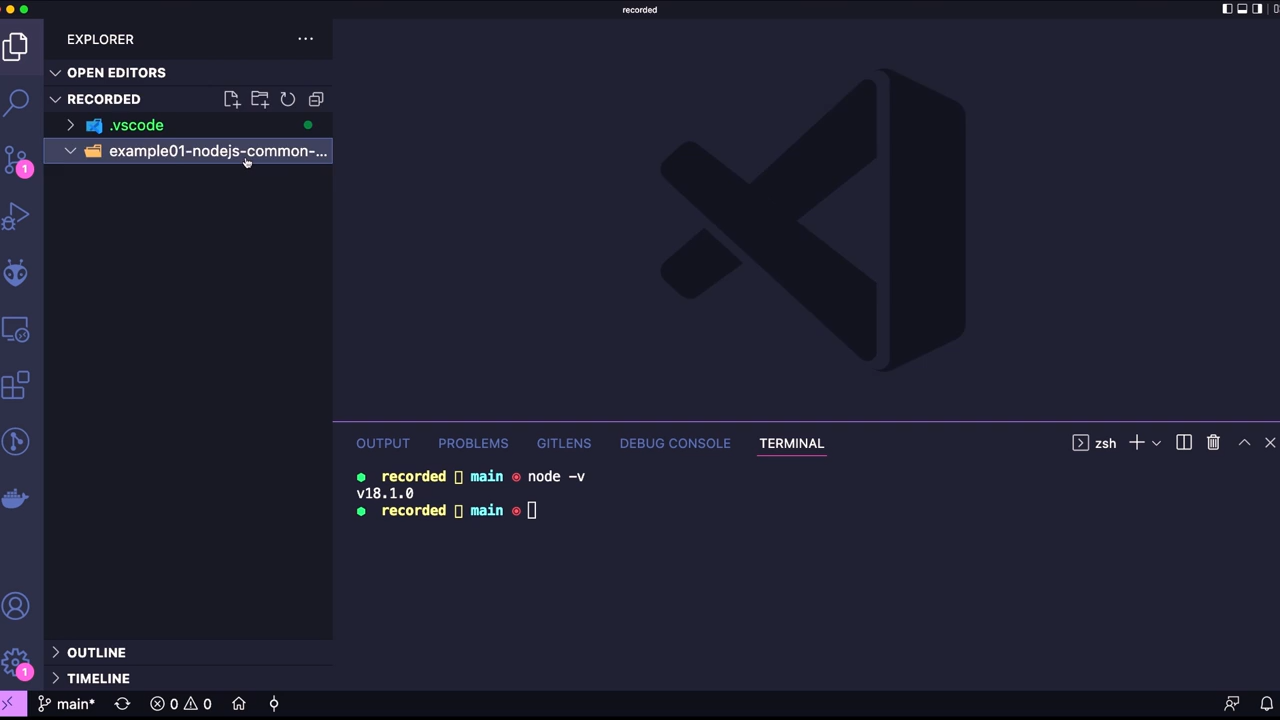 recorded
EXPLORER
OPEN EDITORS
RECORDED
.vscode
example01-nodejs-common-...
1
OUTPUT PROBLEMS GITLENS DEBUG CONSOLE TERMINAL
zsh
recorded main node -v
v18.1.0
recorded main
OUTLINE
1
TIMELINE
main* 0 0